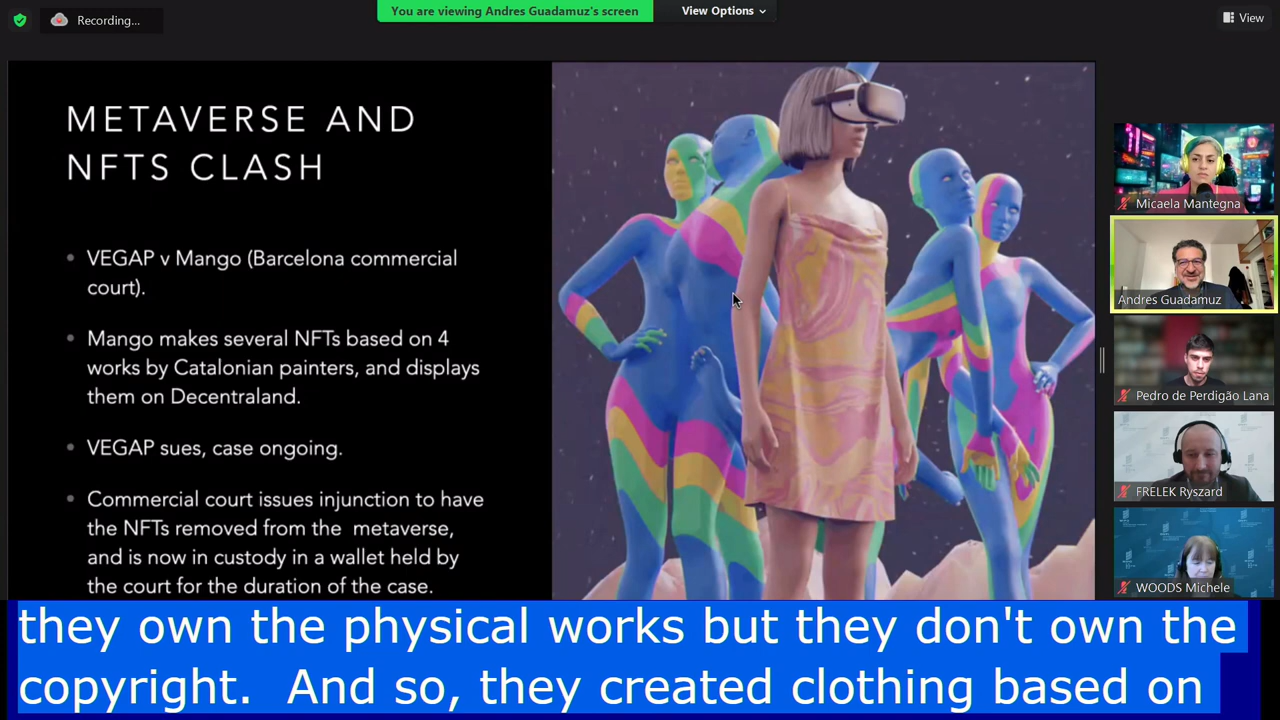 Recording...
You are viewing Andres Guadamuz's screen
View Options
View
METAVERSE AND
NFTS CLASH
• VEGAP v Mango (Barcelona commercial
court).
• Mango makes several NFTs based on 4
works by Catalonian painters, and displays
them on Decentraland.
• VEGAP sues, case ongoing.
• Commercial court issues injunction to have
the NFTs removed from the metaverse,
and is now in custody in a wallet held by
the court for the duration of the case.
Micaela Mantegna
Andres Guadamuz
Pedro de Perdigão Lana
FRELEK Ryszard
WOODS Michele
they own the physical works but they don't own the
copyright. And so, they created clothing based on